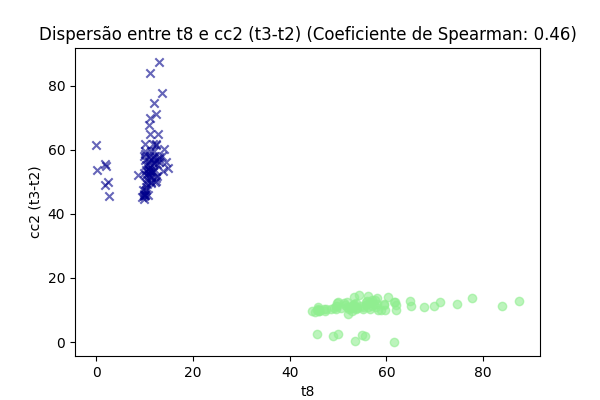 Dispersão entre t8 e cc2 (t3-t2) (Coeficiente de Spearman: 0.46)
80
60
40
20
0
cc2 (t3-t2)
0 20 40 60 80
t8